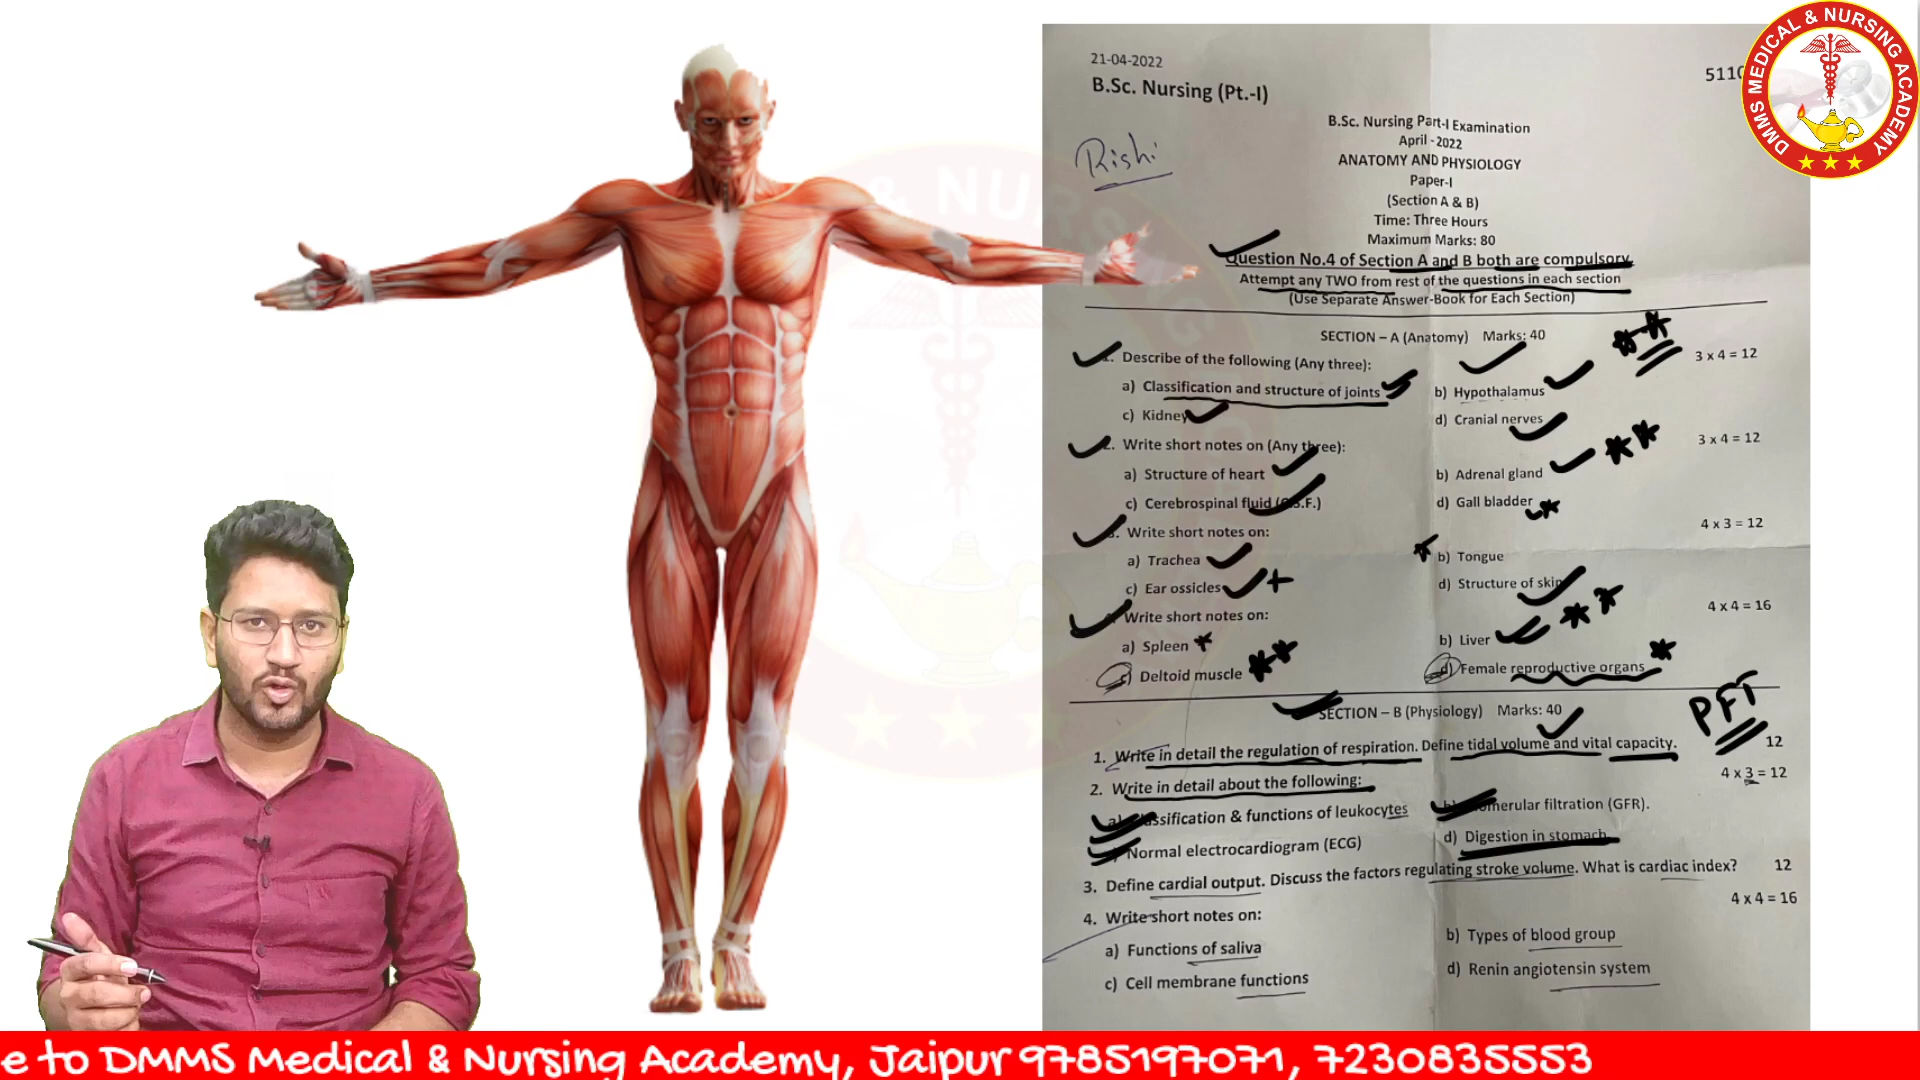 21-04-2022
B.Sc. Nursing (Pt.-I)
5110
Rishi
B.Sc. Nursing Part-I Examination
April - 2022
ANATOMY AND PHYSIOLOGY
Paper-I
(Section A & B)
Time: Three Hours
Maximum Marks: 80
Question No.4 of Section A and B both are compulsory
Attempt any TWO from rest of the questions in each section
(Use Separate Answer-Book for Each Section)
SECTION – A (Anatomy) Marks: 40
Describe of the following (Any three): 3 x 4 = 12
a) Classification and structure of joints b) Hypothalamus
c) Kidney d) Cranial nerves
2. Write short notes on (Any three): 3 x 4 = 12
a) Structure of heart b) Adrenal gland
c) Cerebrospinal fluid (C.S.F.) d) Gall bladder
3. Write short notes on: 4 x 3 = 12
a) Trachea b) Tongue
c) Ear ossicles d) Structure of skin
Write short notes on: 4 x 4 = 16
a) Spleen b) Liver
Deltoid muscle d) Female reproductive organs
SECTION – B (Physiology) Marks: 40
PFT
1. Write in detail the regulation of respiration. Define tidal volume and vital capacity. 12
2. Write in detail about the following: 4 x 3 = 12
a) Classification & functions of leukocytes filtration (GFR).
Normal electrocardiogram (ECG) d) Digestion in stomach
3. Define cardial output. Discuss the factors regulating stroke volume. What is cardiac index? 12
4. Write short notes on: 4 x 4 = 16
a) Functions of saliva b) Types of blood group
c) Cell membrane functions d) Renin angiotensin system
DMMS MEDICAL & NURSING ACADEMY
e to DMMS Medical & Nursing Academy, Jaipur 9785197071, 7230835553